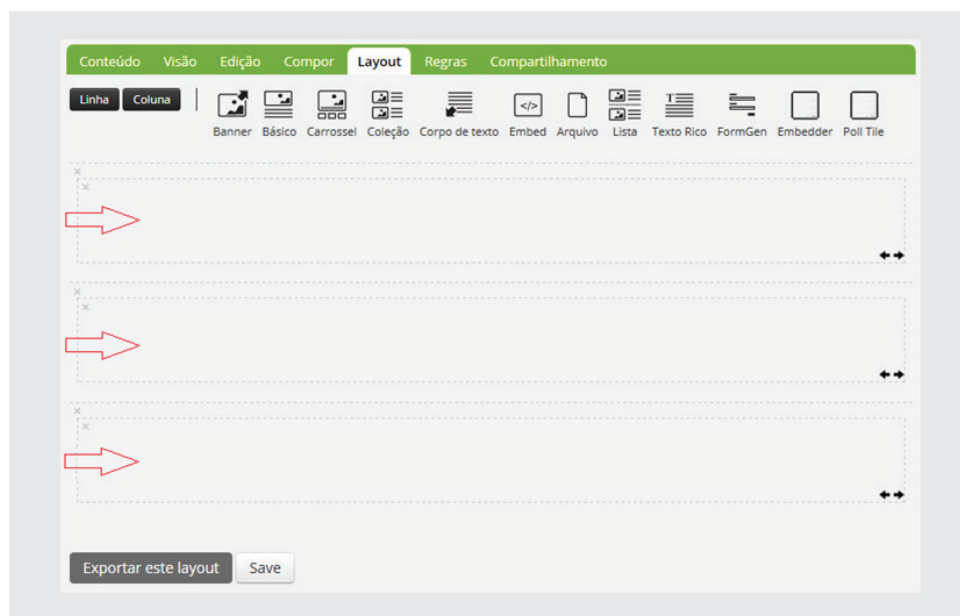 Conteúdo Visão Edição Compor Layout Regras Compartilhamento
Linha Coluna
Banner Básico Carrossel Coleção Corpo de texto Embed Arquivo Lista Texto Rico FormGen Embedder Poll Tile
Exportar este layout Save